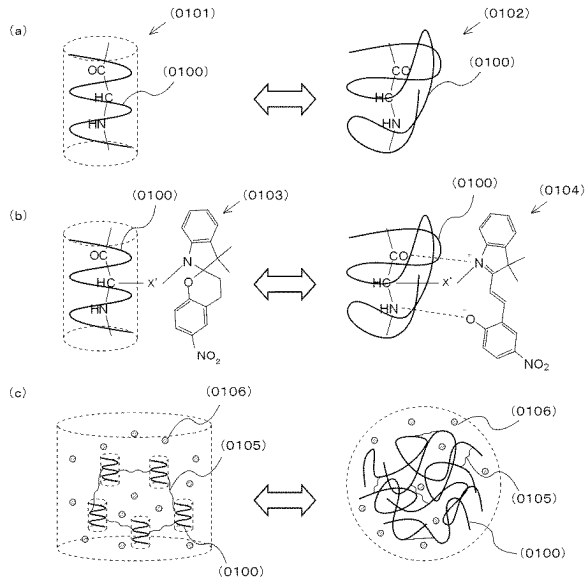 (a)
(0101)
(0100)
OC
HC
HN
(0102)
(0100)
CO
HC
HN
(b)
(0100)
(0103)
OC
HC
X'
HN
N
O
NO₂
(0100)
(0104)
CO
HC
X'
HN
N
O
NO₂
(c)
(0106)
(0105)
(0100)
(0106)
(0105)
(0100)